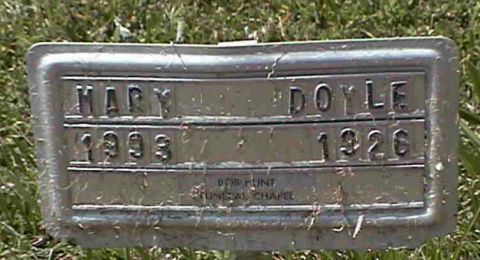 MARY DOYLE
1926
BOB HUNT
FUNERAL CHAPEL